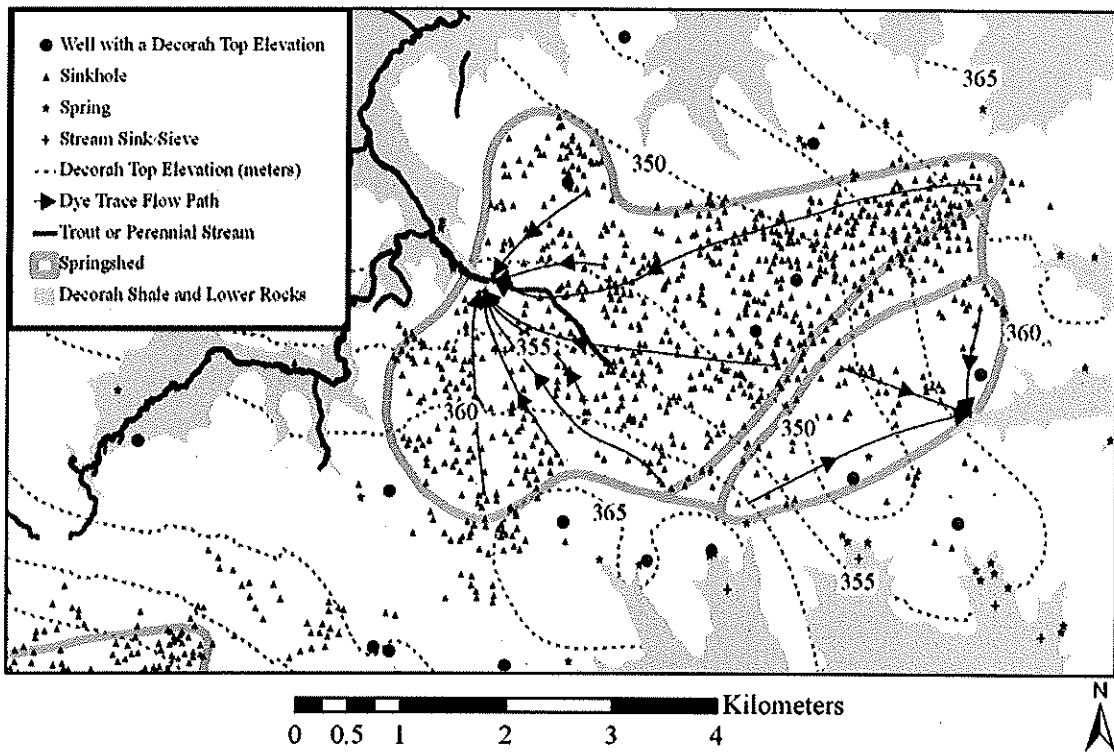 Well with a Decorah Top Elevation
Sinkhole
Spring
Stream Sink/Sieve
Decorah Top Elevation (meters)
Dye Trace Flow Path
Trout or Perennial Stream
Springshed
Decorah Shale and Lower Rocks
365
350
360
355
360
350
365
355
Kilometers
0 0.5 1 2 3 4
N